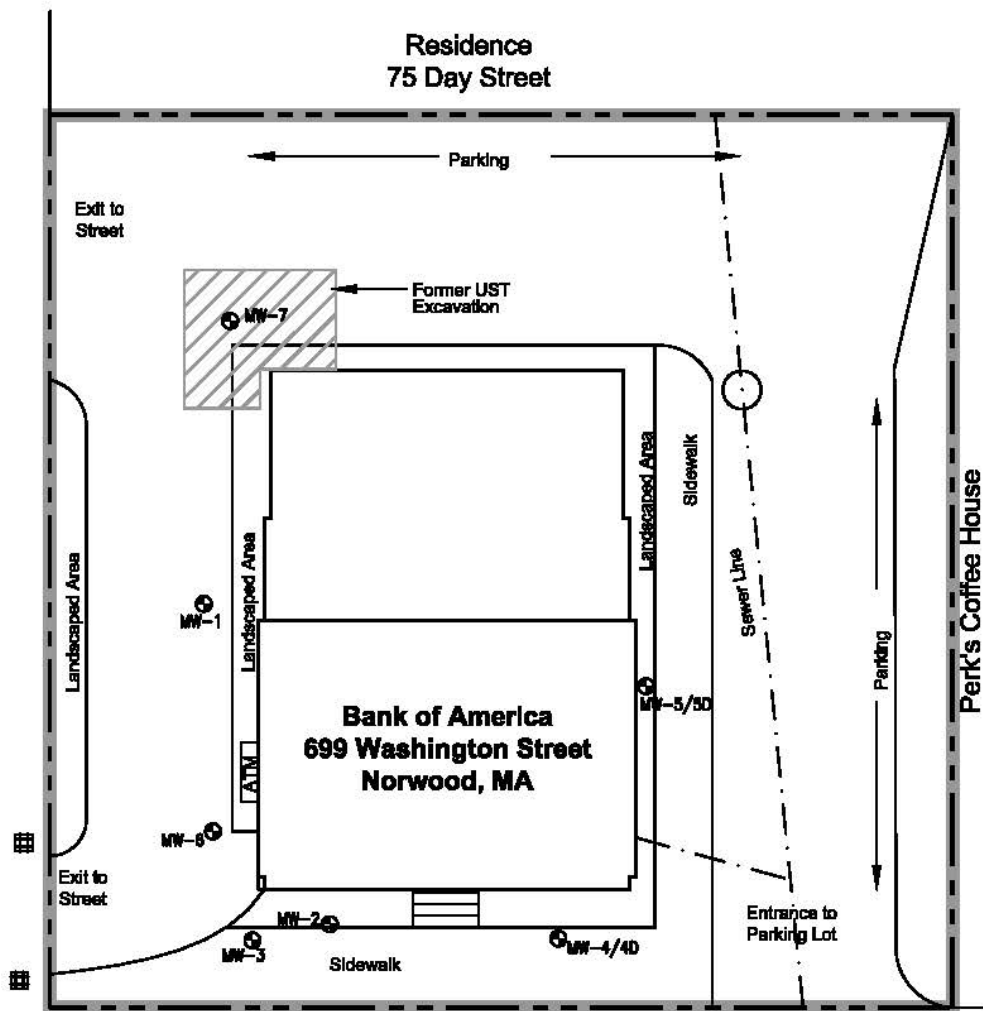 Residence
75 Day Street
Parking
Exit to
Street
Former UST
Excavation
MW-7
Landscaped Area
Sidewalk
Landscaped Area
Landscaped Area
Sewer Line
MW-1
Parking
Perk's Coffee House
MW-5/5D
Bank of America
699 Washington Street
Norwood, MA
ATM
MW-6
Exit to
Street
MW-2
MW-3
Sidewalk
MW-4/4D
Entrance to
Parking Lot